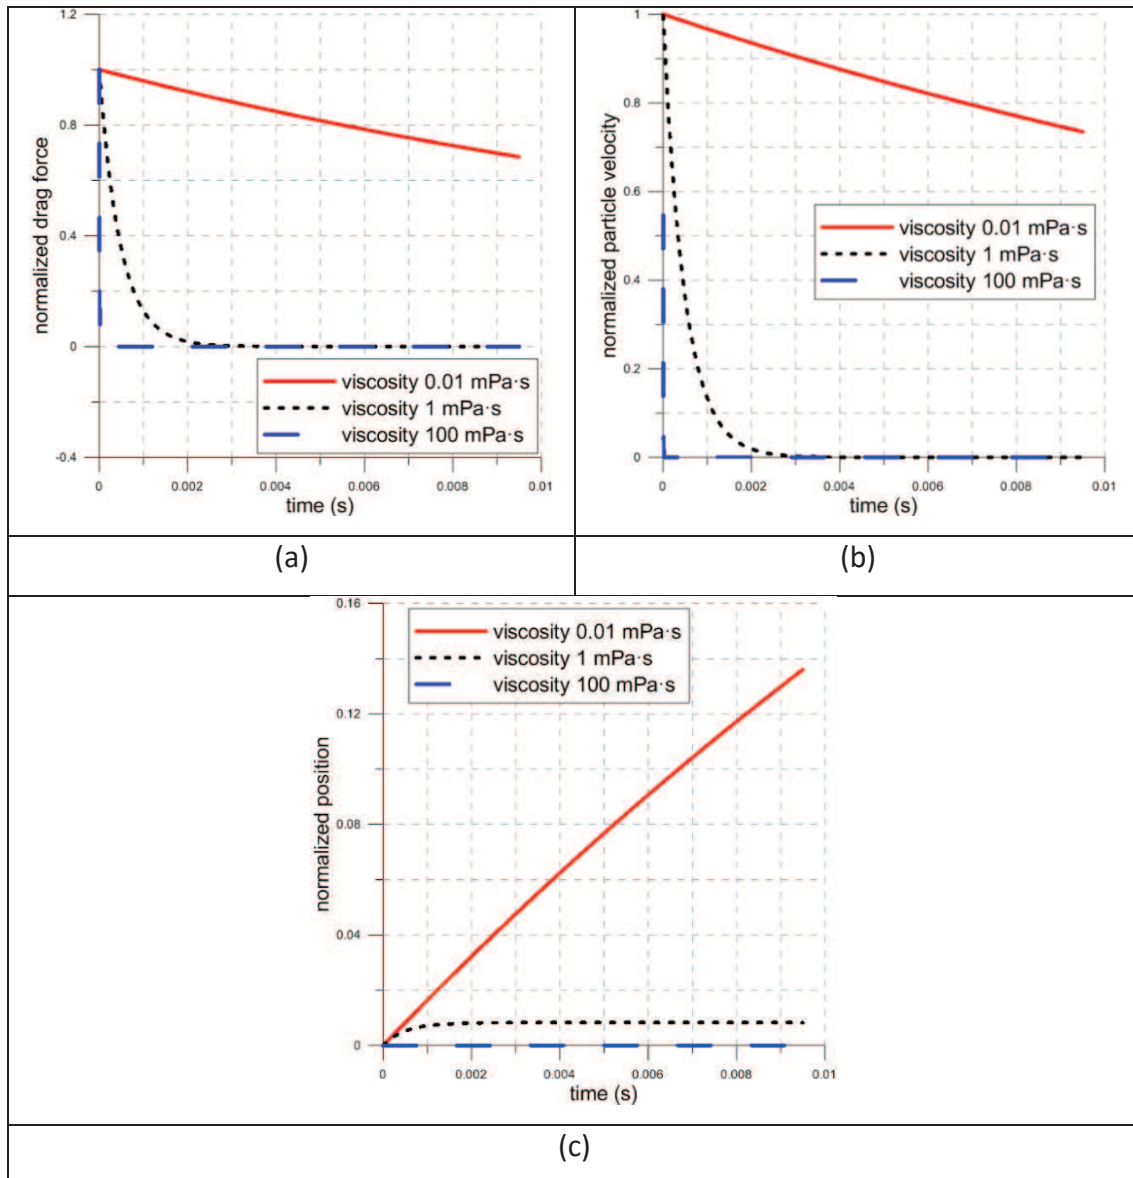 1.2
0.8
0.4
0
-0.4
normalized drag force
viscosity 0.01 mPa·s
viscosity 1 mPa·s
viscosity 100 mPa·s
0 0.002 0.004 0.006 0.008 0.01
time (s)
(a)
1
0.8
0.6
0.4
0.2
0
normalized particle velocity
viscosity 0.01 mPa·s
viscosity 1 mPa·s
viscosity 100 mPa·s
0 0.002 0.004 0.006 0.008 0.01
time (s)
(b)
0.16
0.12
0.08
0.04
0
normalized position
viscosity 0.01 mPa·s
viscosity 1 mPa·s
viscosity 100 mPa·s
0 0.002 0.004 0.006 0.008 0.01
time (s)
(c)